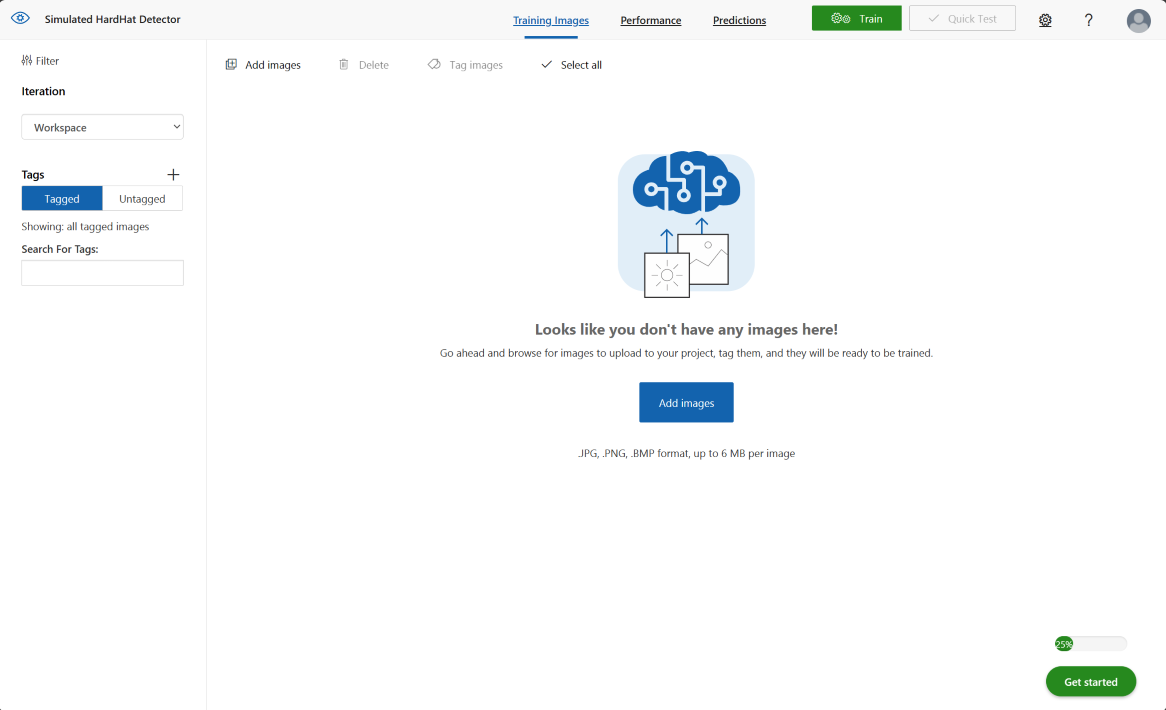 Simulated HardHat Detector
Training Images
Performance
Predictions
Train
Quick Test
?
Filter
Iteration
Workspace
Tags
Tagged
Untagged
Showing: all tagged images
Search For Tags:
Add images
Delete
Tag images
Select all
Looks like you don't have any images here!
Go ahead and browse for images to upload to your project, tag them, and they will be ready to be trained.
Add images
.JPG, .PNG, .BMP format, up to 6 MB per image
25%
Get started